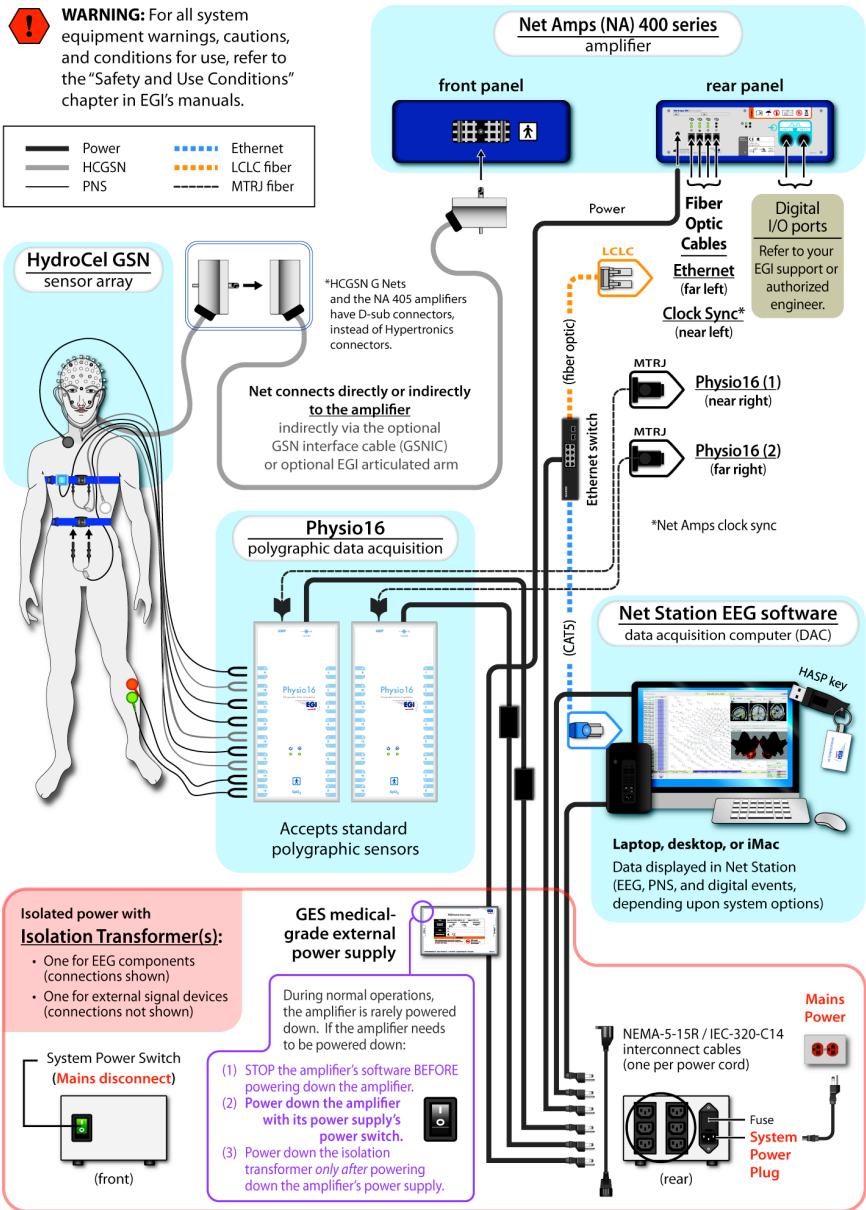 WARNING: For all system
equipment warnings, cautions,
and conditions for use, refer to
the “Safety and Use Conditions”
chapter in EGI’s manuals.
Power
HCGSN
PNS
Ethernet
LCLC fiber
MTRJ fiber
Net Amps (NA) 400 series
amplifier
front panel
rear panel
Power
Fiber
Optic
Cables
Ethernet
(far left)
Clock Sync*
(near left)
Digital
I/O ports
Refer to your
EGI support or
authorized
engineer.
LCLC
(fiber optic)
HydroCel GSN
sensor array
*HCGSN G Nets
and the NA 405 amplifiers
have D-sub connectors,
instead of Hypertronics
connectors.
Net connects directly or indirectly
to the amplifier
indirectly via the optional
GSN interface cable (GSNIC)
or optional EGI articulated arm
MTRJ
Physio16 (1)
(near right)
MTRJ
Physio16 (2)
(far right)
Ethernet switch
*Net Amps clock sync
Physio16
polygraphic data acquisition
Physio16
EGI
SpO2
Physio16
EGI
SpO2
Accepts standard
polygraphic sensors
(CAT5)
Net Station EEG software
data acquisition computer (DAC)
HASP key
Laptop, desktop, or iMac
Data displayed in Net Station
(EEG, PNS, and digital events,
depending upon system options)
Isolated power with
Isolation Transformer(s):
• One for EEG components
(connections shown)
• One for external signal devices
(connections not shown)
GES medical-
grade external
power supply
System Power Switch
(Mains disconnect)
(front)
During normal operations,
the amplifier is rarely powered
down. If the amplifier needs
to be powered down:
(1) STOP the amplifier’s software BEFORE
powering down the amplifier.
(2) Power down the amplifier
with its power supply’s
power switch.
(3) Power down the isolation
transformer only after powering
down the amplifier’s power supply.
NEMA-5-15R / IEC-320-C14
interconnect cables
(one per power cord)
Mains
Power
Fuse
System
Power
Plug
(rear)